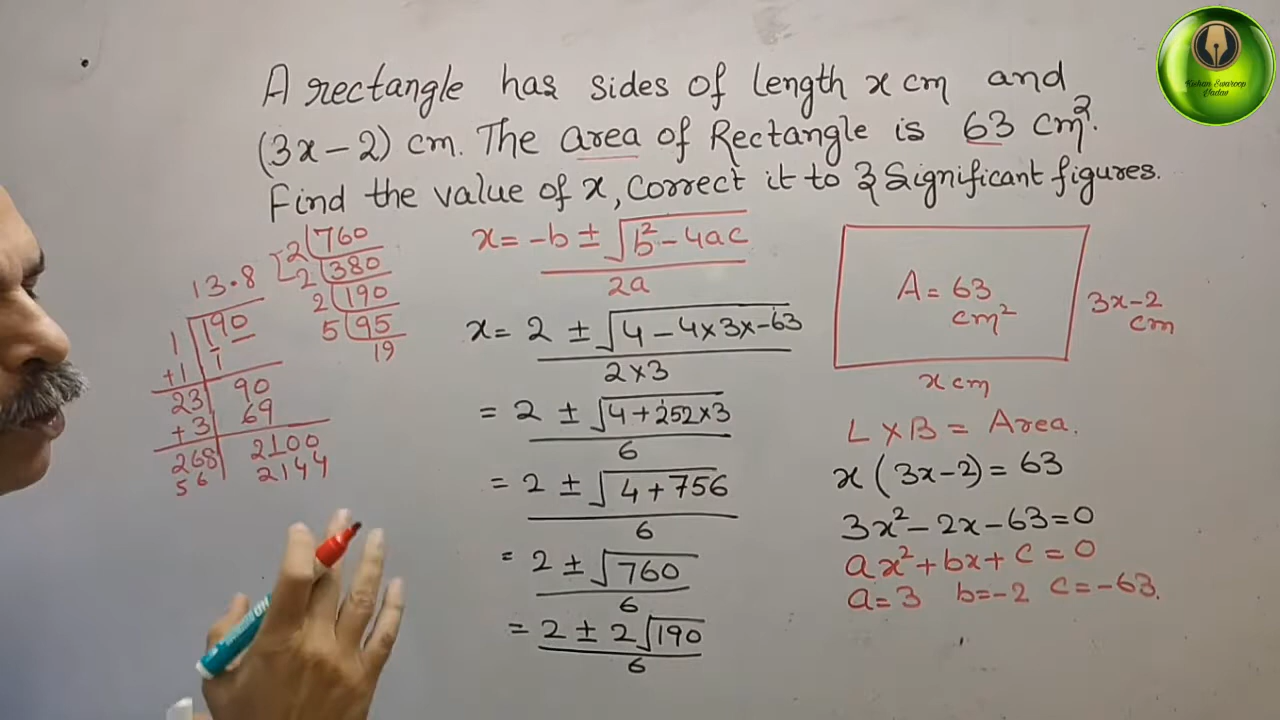 A rectangle has sides of length x cm and
(3x-2) cm. The area of Rectangle is 63 cm².
Find the value of x, correct it to 3 Significant figures.
Kishan Swaroop
Yadav
13.8
1 | 190
+1 | 1
23 | 90
+3 | 69
268 | 2100
56 | 2144
2 | 760
2 | 380
2 | 190
5 | 95
19
x = -b ± √b²-4ac
2a
x = 2 ± √4-4×3×-63
2×3
= 2 ± √4+252×3
6
= 2 ± √4+756
6
= 2 ± √760
6
= 2 ± 2√190
6
A = 63
cm²
3x-2
cm
x cm
L × B = Area.
x (3x-2) = 63
3x²-2x-63=0
ax²+bx+c=0
a=3 b=-2 c=-63.